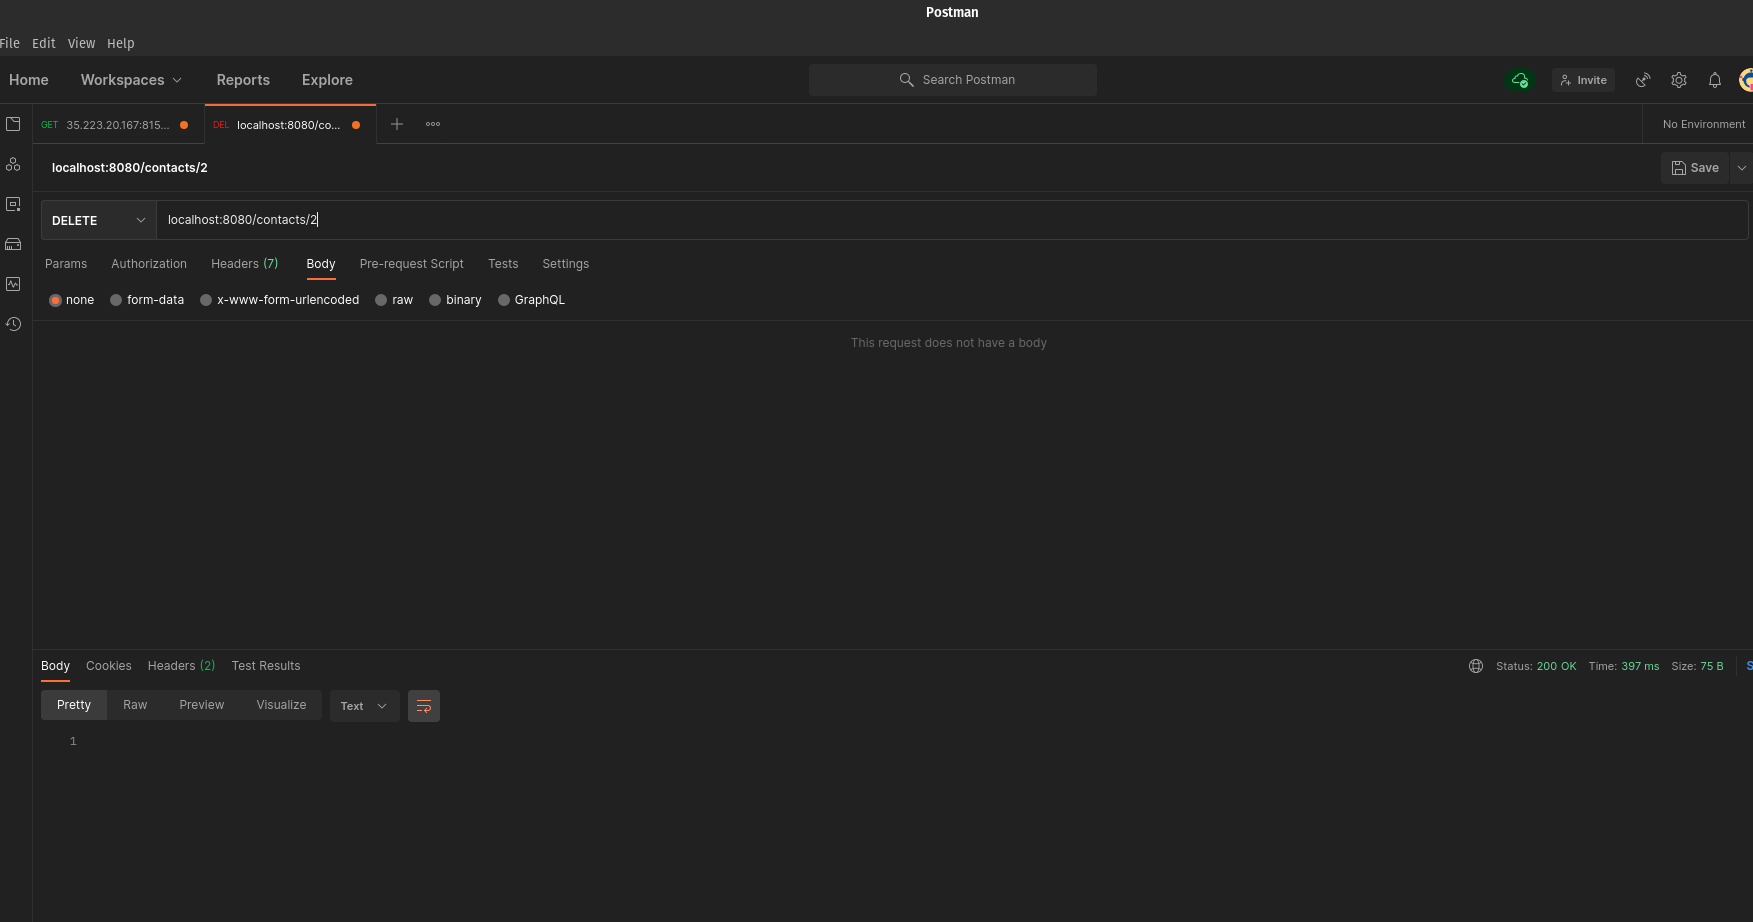 Postman
File Edit View Help
Home Workspaces Reports Explore Search Postman Invite
GET 35.223.20.167:815... DEL localhost:8080/co... No Environment
localhost:8080/contacts/2 Save
DELETE localhost:8080/contacts/2
Params Authorization Headers (7) Body Pre-request Script Tests Settings
none form-data x-www-form-urlencoded raw binary GraphQL
This request does not have a body
Body Cookies Headers (2) Test Results Status: 200 OK Time: 397 ms Size: 75 B S
Pretty Raw Preview Visualize Text
1